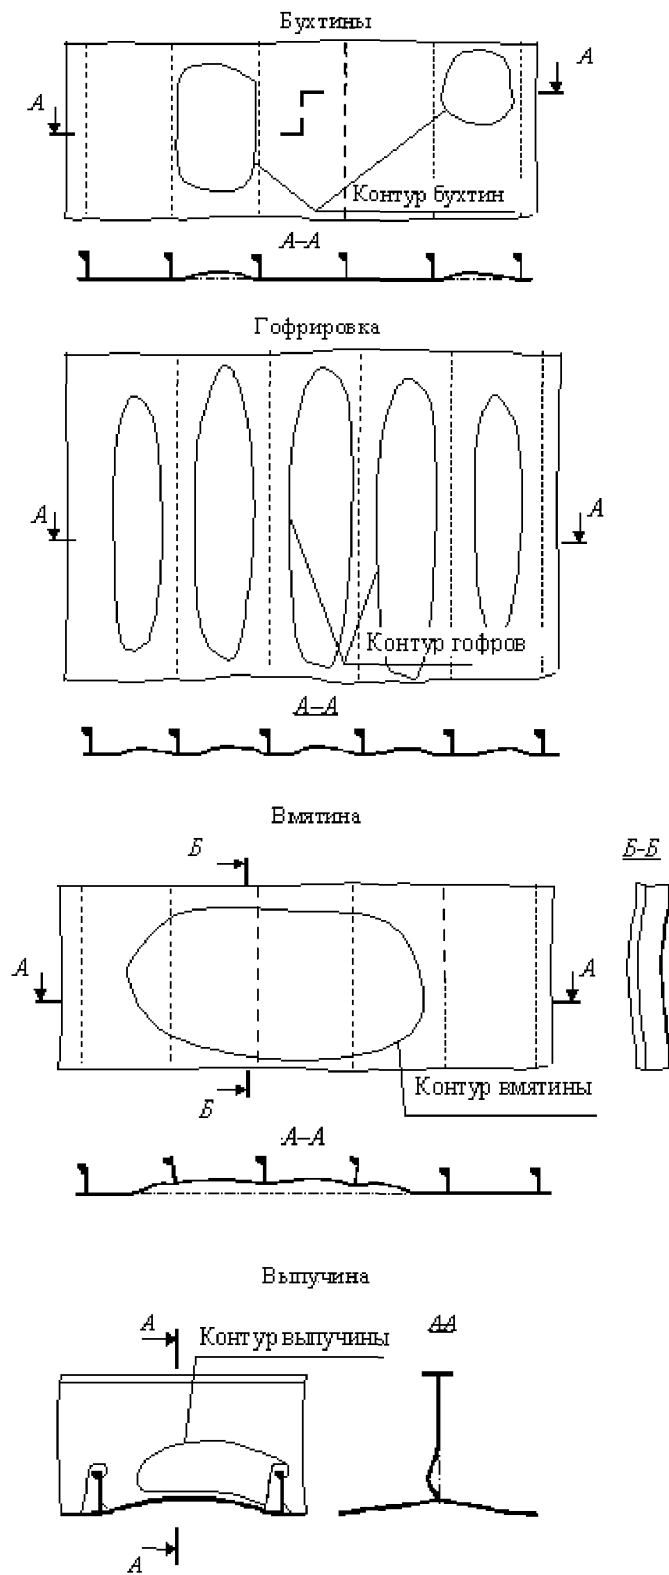 Бухтины
А
А
Контур бухтин
А–А
Гофрировка
А
А
Контур гофров
А–А
Вмятина
Б
Б-Б
А
А
Контур вмятины
Б
А–А
Выпучина
А
Контур выпучины
АА
А